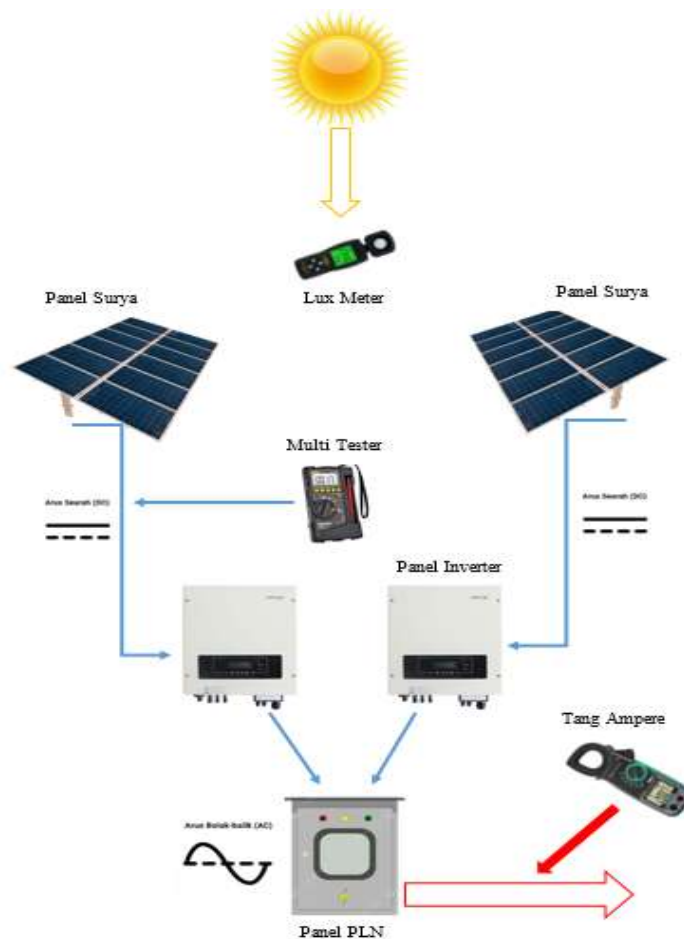 Panel Surya
Lux Meter
Panel Surya
Multi Tester
Arus Searah (DC)
Arus Searah (DC)
Panel Inverter
Tang Ampere
Arus Bolak-balik (AC)
Panel PLN